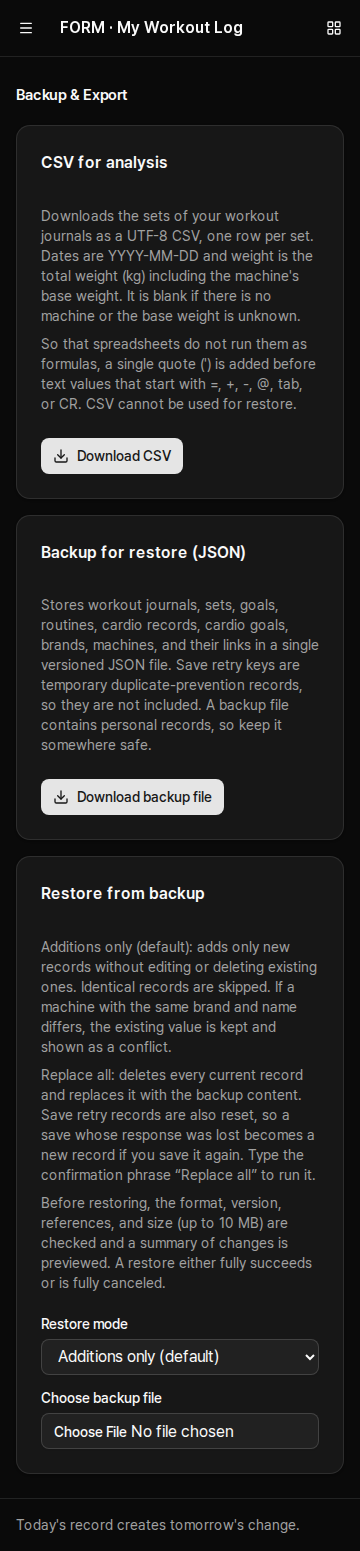 FORM · My Workout Log
Backup & Export
CSV for analysis
Downloads the sets of your workout
journals as a UTF-8 CSV, one row per set.
Dates are YYYY-MM-DD and weight is the
total weight (kg) including the machine's
base weight. It is blank if there is no
machine or the base weight is unknown.
So that spreadsheets do not run them as
formulas, a single quote (') is added before
text values that start with =, +, -, @, tab,
or CR. CSV cannot be used for restore.
Download CSV
Backup for restore (JSON)
Stores workout journals, sets, goals,
routines, cardio records, cardio goals,
brands, machines, and their links in a single
versioned JSON file. Save retry keys are
temporary duplicate-prevention records,
so they are not included. A backup file
contains personal records, so keep it
somewhere safe.
Download backup file
Restore from backup
Additions only (default): adds only new
records without editing or deleting existing
ones. Identical records are skipped. If a
machine with the same brand and name
differs, the existing value is kept and
shown as a conflict.
Replace all: deletes every current record
and replaces it with the backup content.
Save retry records are also reset, so a
save whose response was lost becomes a
new record if you save it again. Type the
confirmation phrase “Replace all” to run it.
Before restoring, the format, version,
references, and size (up to 10 MB) are
checked and a summary of changes is
previewed. A restore either fully succeeds
or is fully canceled.
Restore mode
Additions only (default)
Choose backup file
Choose File No file chosen
Today's record creates tomorrow's change.